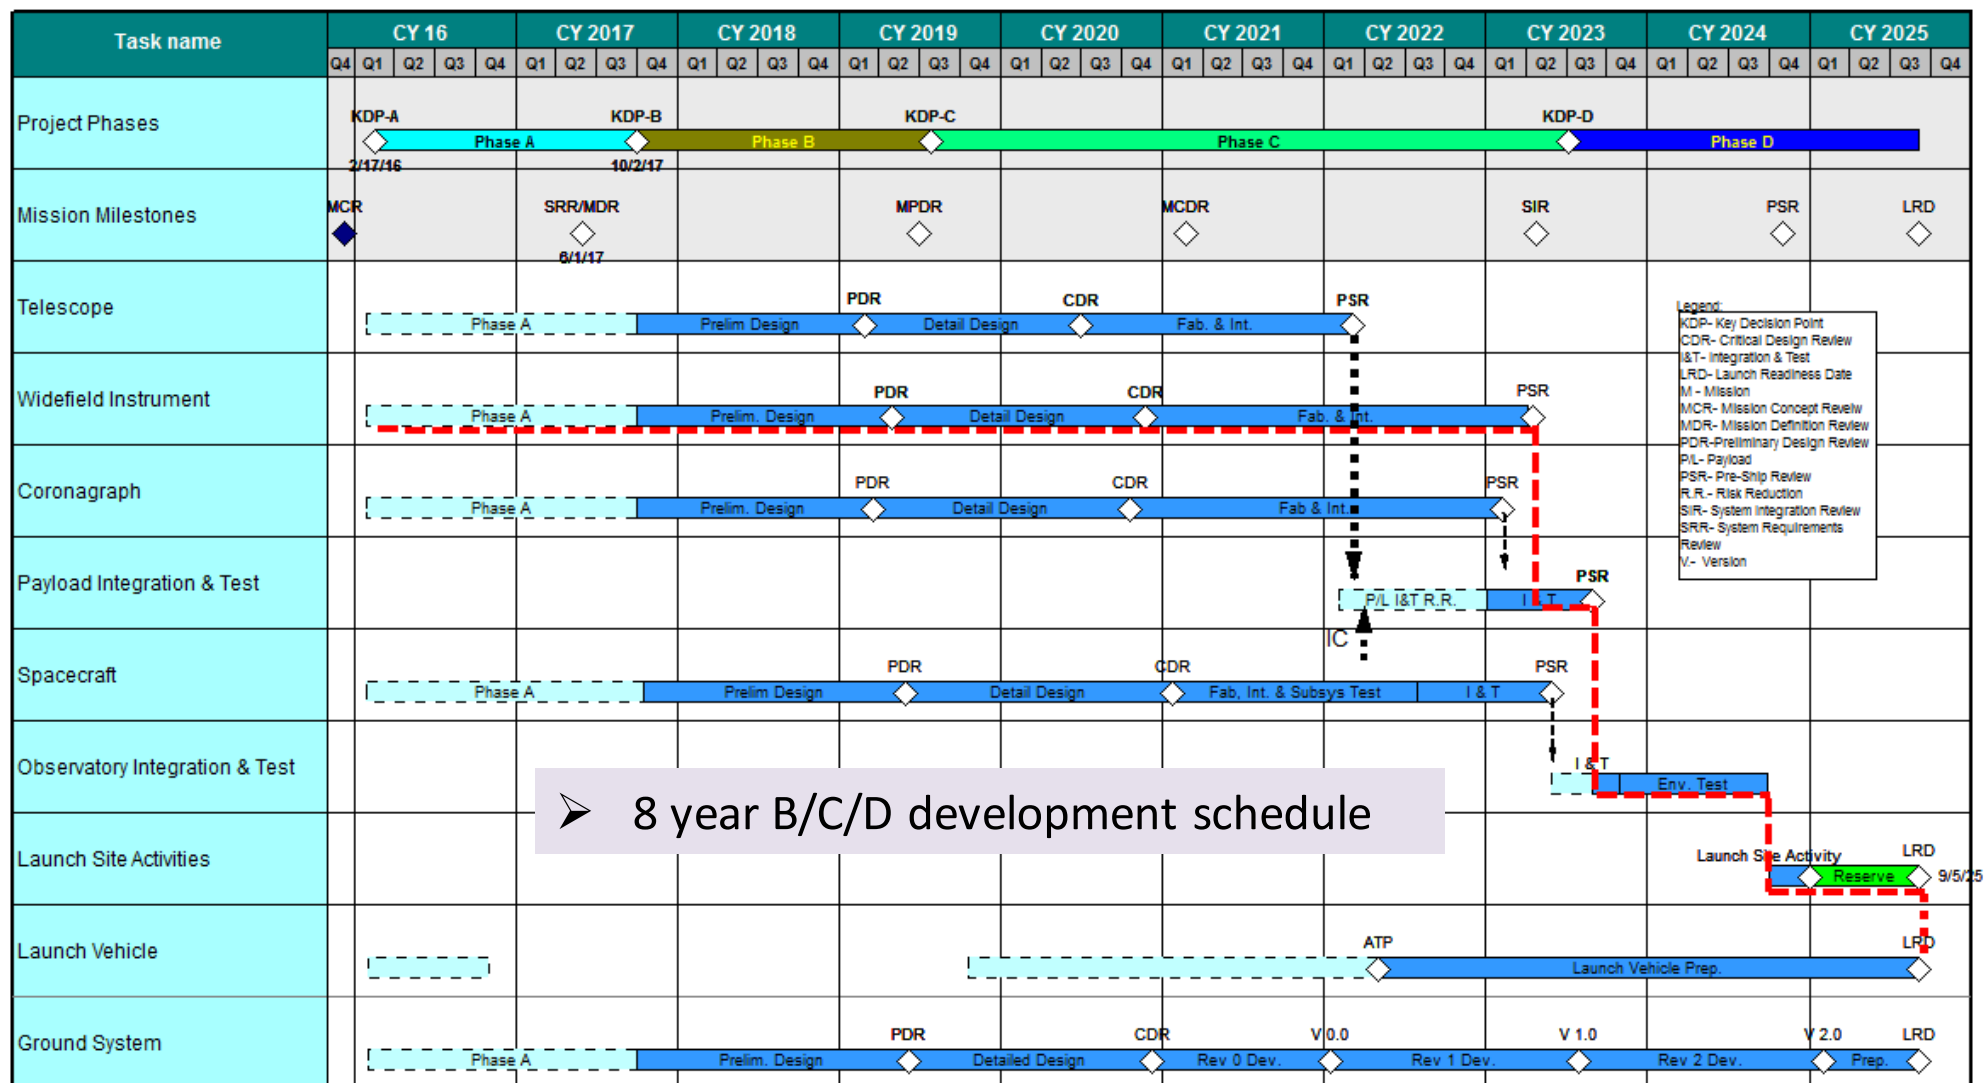 Task name CY 16 CY 2017 CY 2018 CY 2019 CY 2020 CY 2021 CY 2022 CY 2023 CY 2024 CY 2025
Q4 Q1 Q2 Q3 Q4 Q1 Q2 Q3 Q4 Q1 Q2 Q3 Q4 Q1 Q2 Q3 Q4 Q1 Q2 Q3 Q4 Q1 Q2 Q3 Q4 Q1 Q2 Q3 Q4 Q1 Q2 Q3 Q4 Q1 Q2 Q3 Q4 Q1 Q2 Q3 Q4
KDP-A KDP-B KDP-C KDP-D
Project Phases
Phase A Phase B Phase C Phase D
2/17/16 10/2/17
MCR SRR/MDR MPDR MCDR SIR PSR LRD
Mission Milestones
6/1/17
PDR CDR PSR
Telescope
Phase A Prelim Design Detail Design Fab. & Int.
Legend:
KDP- Key Decision Point
CDR- Critical Design Review
I&T- Integration & Test
LRD- Launch Readiness Date
M - Mission
MCR- Mission Concept Reveiw
MDR- Mission Definition Review
PDR-Preliminary Design Review
P/L- Payload
PSR- Pre-Ship Review
R.R.- Risk Reduction
SIR- System Integration Review
SRR- System Requirements
Review
V.- Version
PDR CDR PSR
Widefield Instrument
Phase A Prelim. Design Detail Design Fab. & Int.
PDR CDR PSR
Coronagraph
Phase A Prelim. Design Detail Design Fab & Int.
PSR
Payload Integration & Test
P/L I&T R.R. I & T
IC
PDR CDR PSR
Spacecraft
Phase A Prelim Design Detail Design Fab, Int. & Subsys Test I & T
I & T
Observatory Integration & Test
Env. Test
➢ 8 year B/C/D development schedule
Launch Site Activity LRD
Launch Site Activities
Reserve 9/5/25
ATP LRD
Launch Vehicle
Launch Vehicle Prep.
PDR CDR V 0.0 V 1.0 V 2.0 LRD
Ground System
Phase A Prelim. Design Detailed Design Rev 0 Dev. Rev 1 Dev. Rev 2 Dev. Prep.